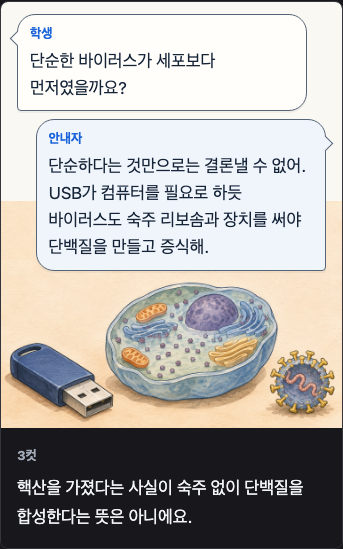 학생
단순한 바이러스가 세포보다
먼저였을까요?
안내자
단순하다는 것만으로는 결론낼 수 없어.
USB가 컴퓨터를 필요로 하듯
바이러스도 숙주 리보솜과 장치를 써야
단백질을 만들고 증식해.
3컷
핵산을 가졌다는 사실이 숙주 없이 단백질을
합성한다는 뜻은 아니에요.